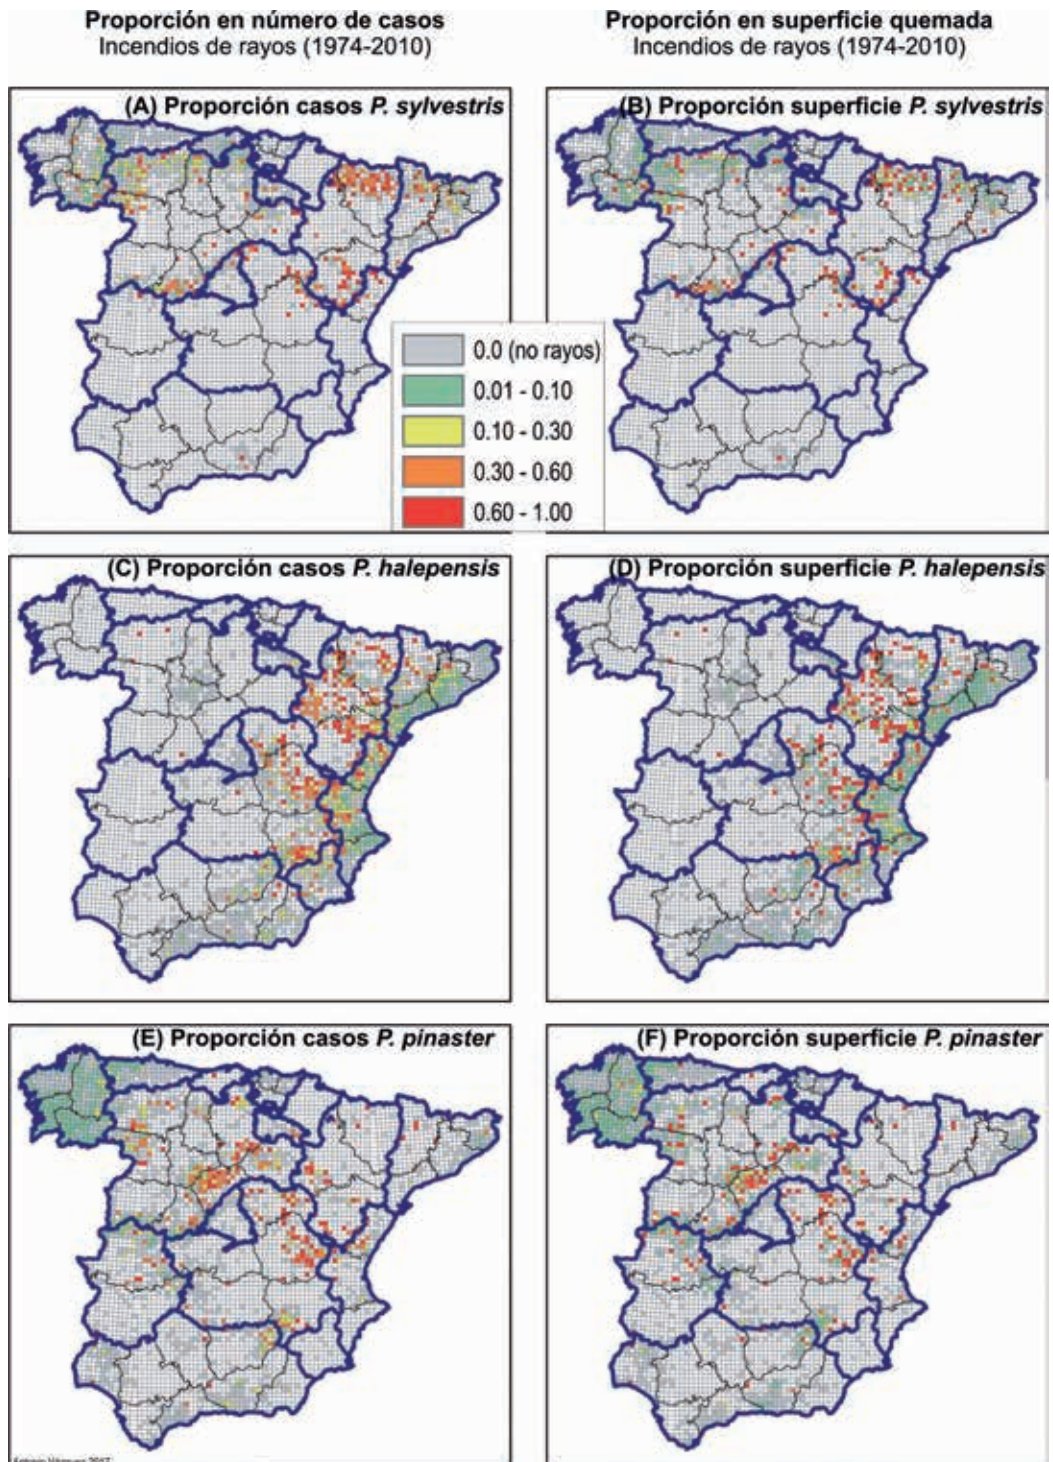 Proporción en número de casos
Incendios de rayos (1974-2010)
Proporción en superficie quemada
Incendios de rayos (1974-2010)
(A) Proporción casos P. sylvestris
(B) Proporción superficie P. sylvestris
0.0 (no rayos)
0.01 - 0.10
0.10 - 0.30
0.30 - 0.60
0.60 - 1.00
(C) Proporción casos P. halepensis
(D) Proporción superficie P. halepensis
(E) Proporción casos P. pinaster
(F) Proporción superficie P. pinaster